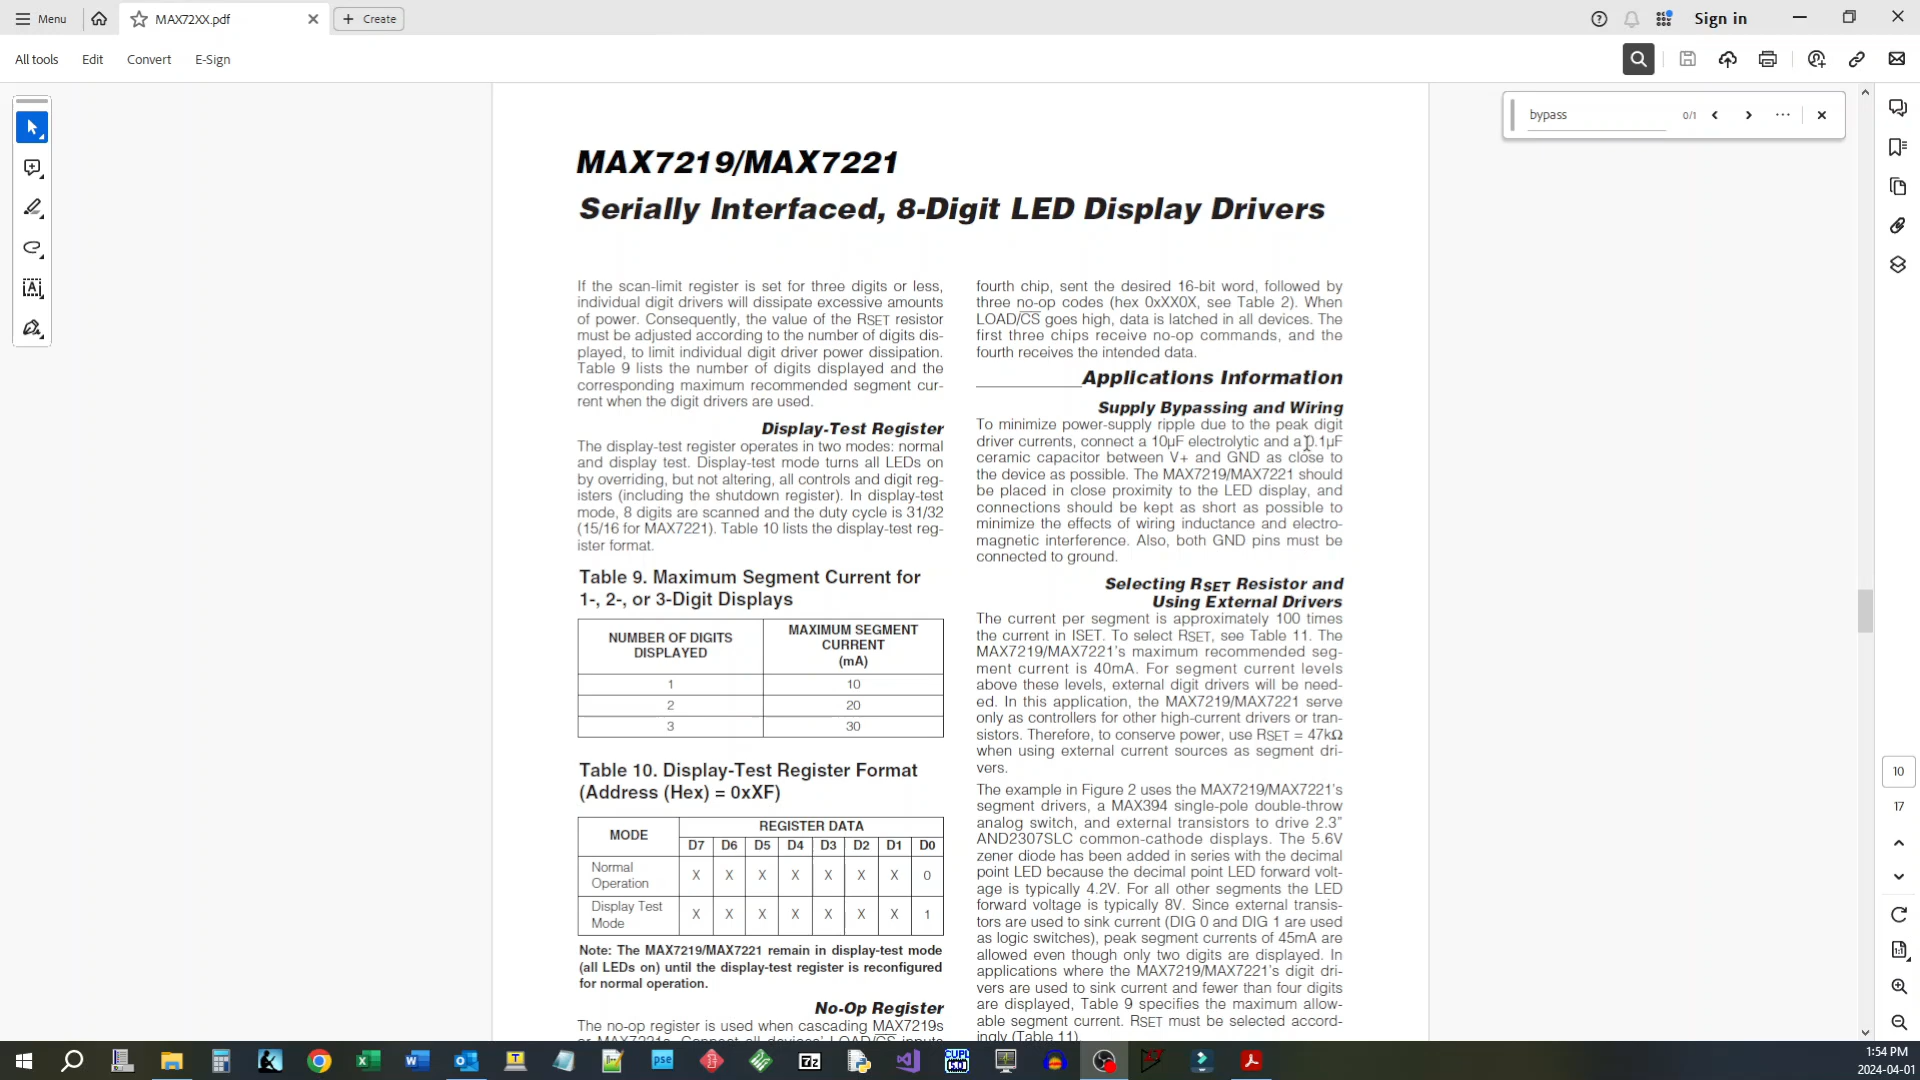 Menu
MAX72XX.pdf
Create
Sign in
All tools
Edit
Convert
E-Sign
bypass
0/1
MAX7219/MAX7221
Serially Interfaced, 8-Digit LED Display Drivers
If the scan-limit register is set for three digits or less,
individual digit drivers will dissipate excessive amounts
of power. Consequently, the value of the RSET resistor
must be adjusted according to the number of digits dis-
played, to limit individual digit driver power dissipation.
Table 9 lists the number of digits displayed and the
corresponding maximum recommended segment cur-
rent when the digit drivers are used.
Display-Test Register
The display-test register operates in two modes: normal
and display test. Display-test mode turns all LEDs on
by overriding, but not altering, all controls and digit reg-
isters (including the shutdown register). In display-test
mode, 8 digits are scanned and the duty cycle is 31/32
(15/16 for MAX7221). Table 10 lists the display-test reg-
ister format.
Table 9. Maximum Segment Current for
1-, 2-, or 3-Digit Displays
NUMBER OF DIGITS
DISPLAYED
MAXIMUM SEGMENT
CURRENT
(mA)
1 10
2 20
3 30
Table 10. Display-Test Register Format
(Address (Hex) = 0xXF)
MODE
REGISTER DATA
D7 D6 D5 D4 D3 D2 D1 D0
Normal
Operation
X X X X X X X 0
Display Test
Mode
X X X X X X X 1
Note: The MAX7219/MAX7221 remain in display-test mode
(all LEDs on) until the display-test register is reconfigured
for normal operation.
No-Op Register
The no-op register is used when cascading MAX7219s
or MAX7221s. Connect all devices' LOAD/CS inputs
fourth chip, sent the desired 16-bit word, followed by
three no-op codes (hex 0xXX0X, see Table 2). When
LOAD/CS goes high, data is latched in all devices. The
first three chips receive no-op commands, and the
fourth receives the intended data.
Applications Information
Supply Bypassing and Wiring
To minimize power-supply ripple due to the peak digit
driver currents, connect a 10µF electrolytic and a 0.1µF
ceramic capacitor between V+ and GND as close to
the device as possible. The MAX7219/MAX7221 should
be placed in close proximity to the LED display, and
connections should be kept as short as possible to
minimize the effects of wiring inductance and electro-
magnetic interference. Also, both GND pins must be
connected to ground.
Selecting RSET Resistor and
Using External Drivers
The current per segment is approximately 100 times
the current in ISET. To select RSET, see Table 11. The
MAX7219/MAX7221's maximum recommended seg-
ment current is 40mA. For segment current levels
above these levels, external digit drivers will be need-
ed. In this application, the MAX7219/MAX7221 serve
only as controllers for other high-current drivers or tran-
sistors. Therefore, to conserve power, use RSET = 47kΩ
when using external current sources as segment dri-
vers.
The example in Figure 2 uses the MAX7219/MAX7221's
segment drivers, a MAX394 single-pole double-throw
analog switch, and external transistors to drive 2.3"
AND2307SLC common-cathode displays. The 5.6V
zener diode has been added in series with the decimal
point LED because the decimal point LED forward volt-
age is typically 4.2V. For all other segments the LED
forward voltage is typically 8V. Since external transis-
tors are used to sink current (DIG 0 and DIG 1 are used
as logic switches), peak segment currents of 45mA are
allowed even though only two digits are displayed. In
applications where the MAX7219/MAX7221's digit dri-
vers are used to sink current and fewer than four digits
are displayed, Table 9 specifies the maximum allow-
able segment current. RSET must be selected accord-
ingly (Table 11).
10
17
1:54 PM
2024-04-01